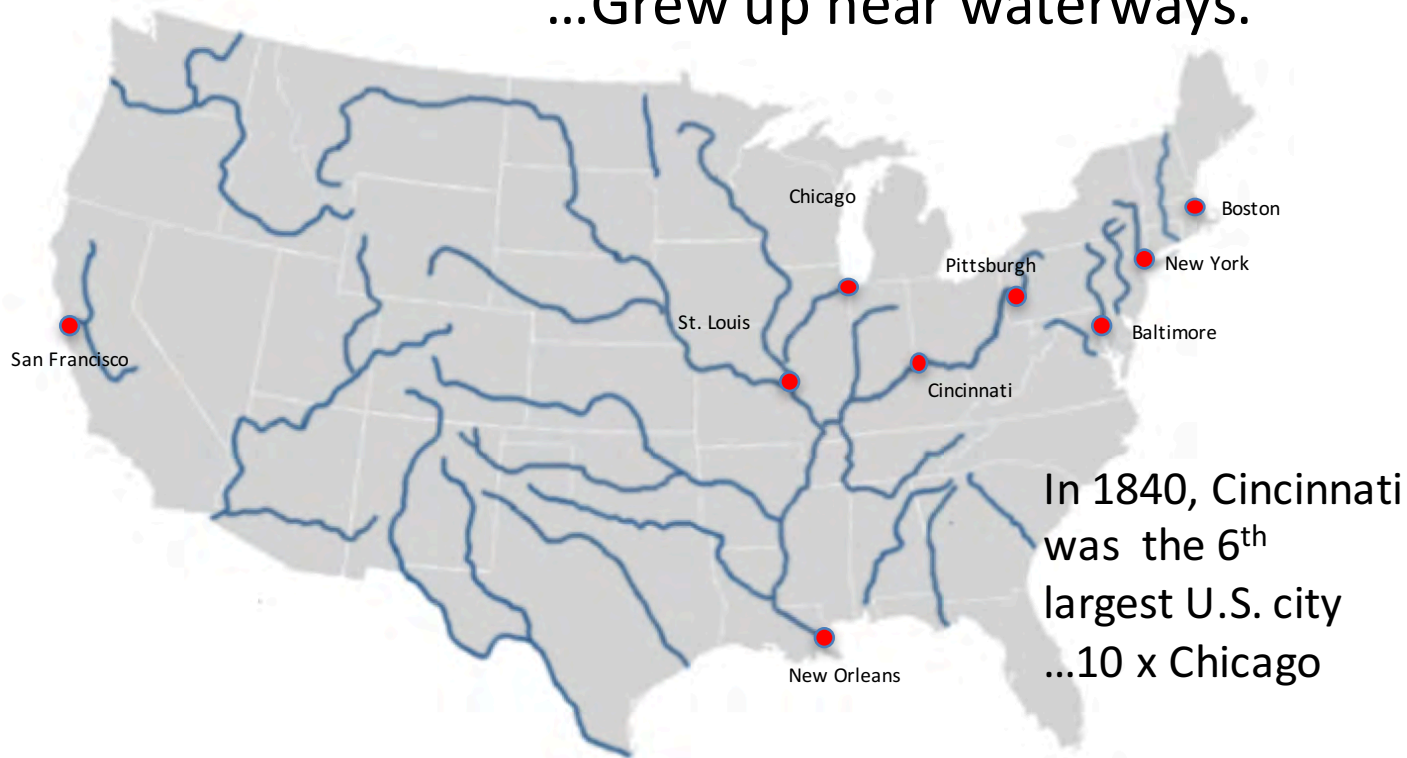 ...Grew up near waterways.
Chicago
Boston
Pittsburgh
New York
St. Louis
Baltimore
San Francisco
Cincinnati
In 1840, Cincinnati
was the 6th
largest U.S. city
...10 x Chicago
New Orleans